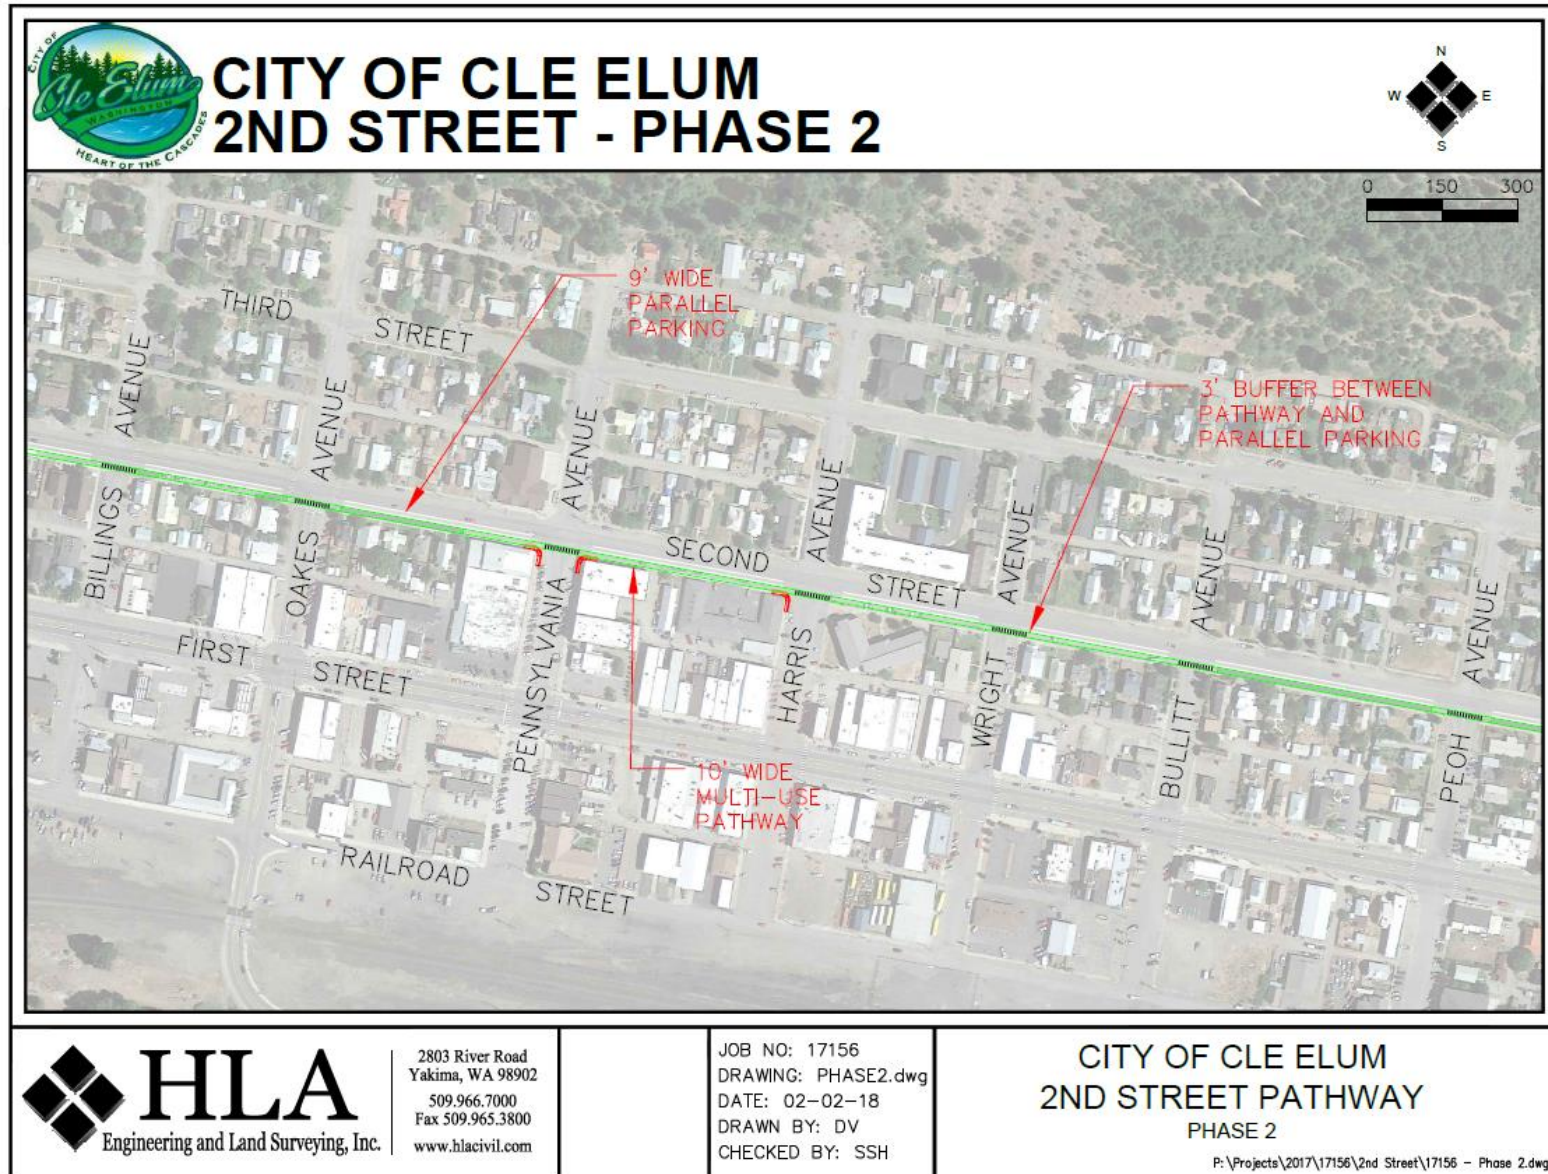 CITY OF
Cle Elum
WASHINGTON
HEART OF THE CASCADES
CITY OF CLE ELUM
2ND STREET - PHASE 2
N
W E
S
0 150 300
9' WIDE
PARALLEL
PARKING
THIRD
STREET
AVENUE
AVENUE
AVENUE
AVENUE
AVENUE
AVENUE
AVENUE
3' BUFFER BETWEEN
PATHWAY AND
PARALLEL PARKING
SECOND
STREET
BILLINGS
OAKES
PENNSYLVANIA
HARRIS
WRIGHT
BULLITT
PEOH
FIRST
STREET
10' WIDE
MULTI-USE
PATHWAY
RAILROAD
STREET
HLA
Engineering and Land Surveying, Inc.
2803 River Road
Yakima, WA 98902
509.966.7000
Fax 509.965.3800
www.hlacivil.com
JOB NO: 17156
DRAWING: PHASE2.dwg
DATE: 02-02-18
DRAWN BY: DV
CHECKED BY: SSH
CITY OF CLE ELUM
2ND STREET PATHWAY
PHASE 2
P:\Projects\2017\17156\2nd Street\17156 - Phase 2.dwg